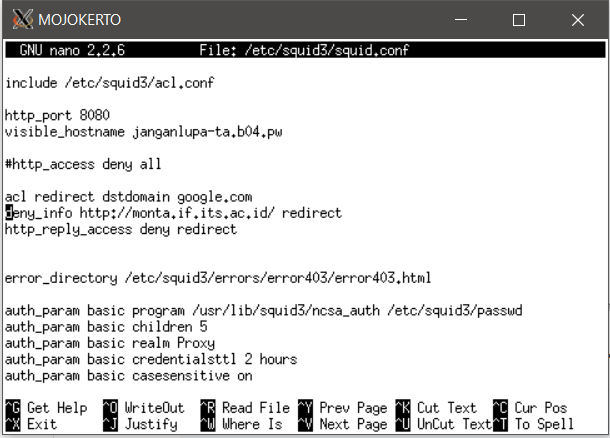 MOJOKERTO
GNU nano 2.2.6 File: /etc/squid3/squid.conf
include /etc/squid3/acl.conf
http_port 8080
visible_hostname janganlupa-ta.b04.pw
#http_access deny all
acl redirect dstdomain google.com
deny_info http://monta.if.its.ac.id/ redirect
http_reply_access deny redirect
error_directory /etc/squid3/errors/error403/error403.html
auth_param basic program /usr/lib/squid3/ncsa_auth /etc/squid3/passwd
auth_param basic children 5
auth_param basic realm Proxy
auth_param basic credentialsttl 2 hours
auth_param basic casesensitive on
^G Get Help ^O WriteOut ^R Read File ^Y Prev Page ^K Cut Text ^C Cur Pos
^X Exit ^J Justify ^W Where Is ^V Next Page ^U UnCut Text ^T To Spell